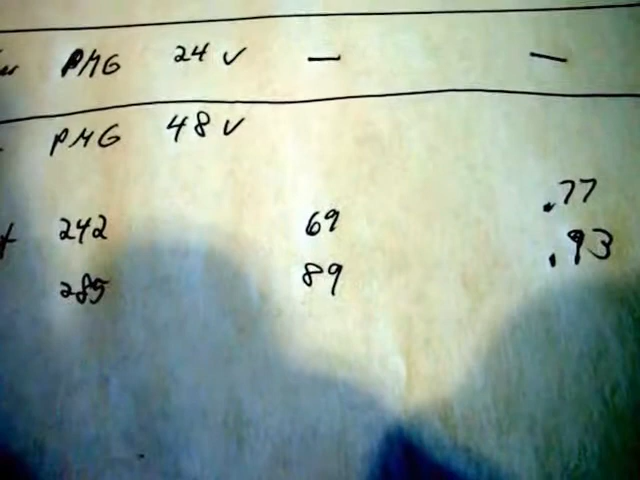 PMG 24 V — —
PMG 48 V
.77
242 69
.93
285 89